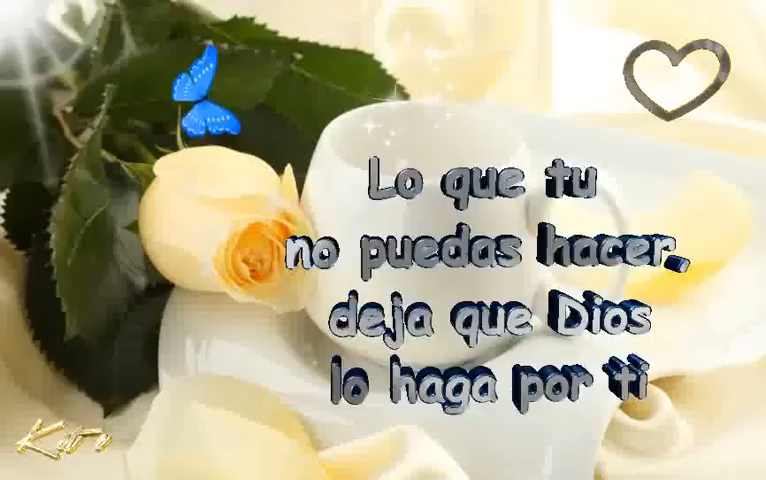 Lo que tu
no puedas hacer,
deja que Dios
lo haga por ti